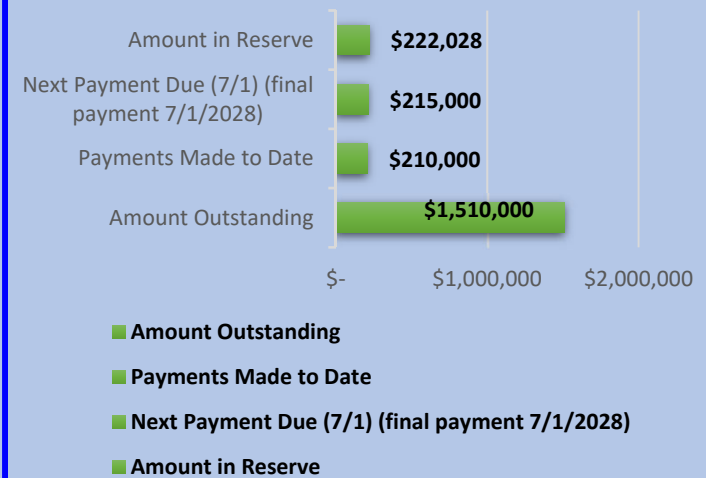 Amount in Reserve
$222,028
Next Payment Due (7/1) (final
payment 7/1/2028)
$215,000
Payments Made to Date
$210,000
Amount Outstanding
$1,510,000
$-
$1,000,000
$2,000,000
Amount Outstanding
Payments Made to Date
Next Payment Due (7/1) (final payment 7/1/2028)
Amount in Reserve